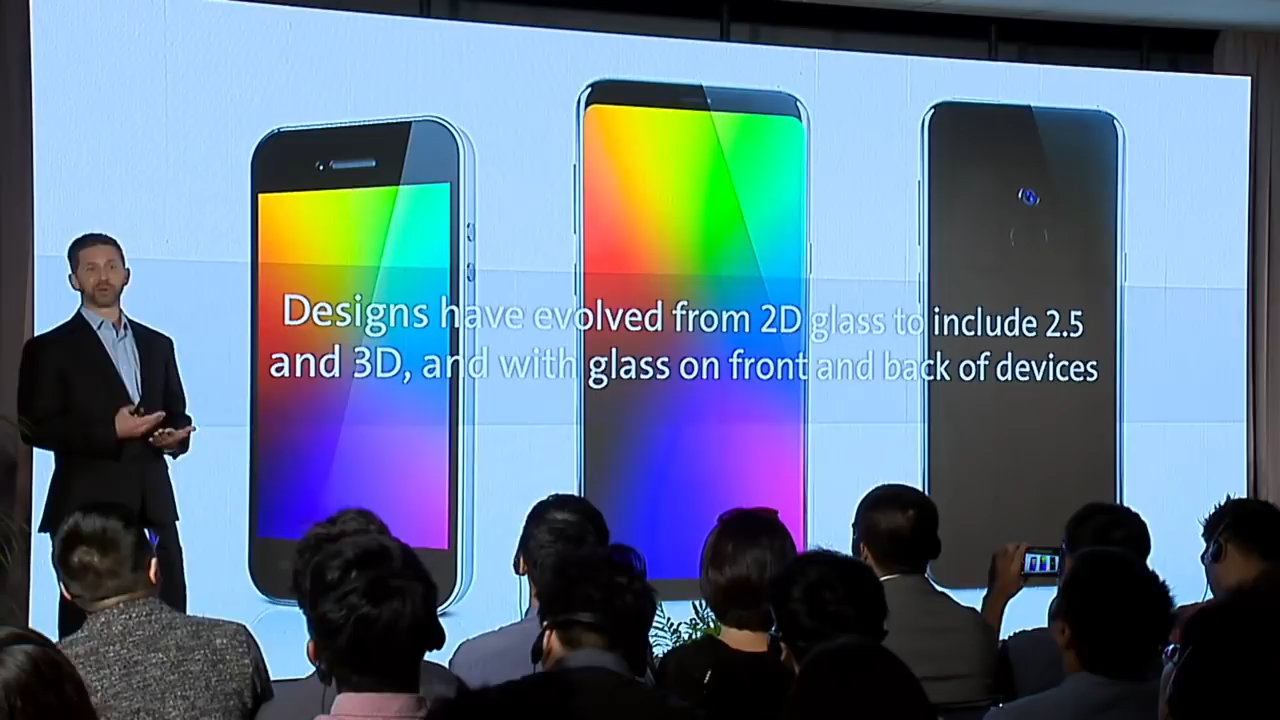 Designs have evolved from 2D glass to include 2.5
and 3D, and with glass on front and back of devices